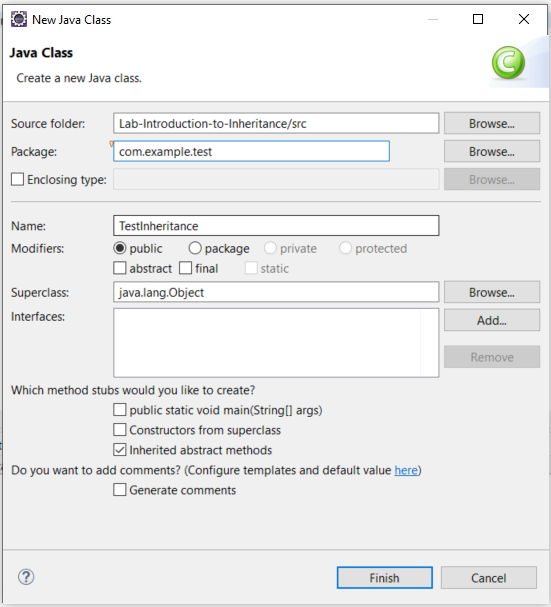 New Java Class
Java Class
Create a new Java class.
Source folder: Lab-Introduction-to-Inheritance/src Browse...
Package: com.example.test Browse...
Enclosing type: Browse...
Name: TestInheritance
Modifiers: public package private protected
abstract final static
Superclass: java.lang.Object Browse...
Interfaces: Add...
Remove
Which method stubs would you like to create?
public static void main(String[] args)
Constructors from superclass
Inherited abstract methods
Do you want to add comments? (Configure templates and default value here)
Generate comments
Finish Cancel